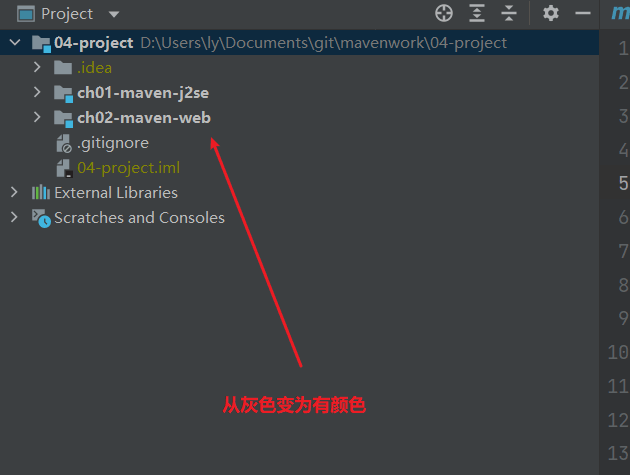 Project
m
04-project D:\Users\ly\Documents\git\mavenwork\04-project
1
.idea
2
ch01-maven-j2se
3
ch02-maven-web
.gitignore
4
04-project.iml
5
External Libraries
6
Scratches and Consoles
7
8
9
10
从灰色变为有颜色
11
12
13